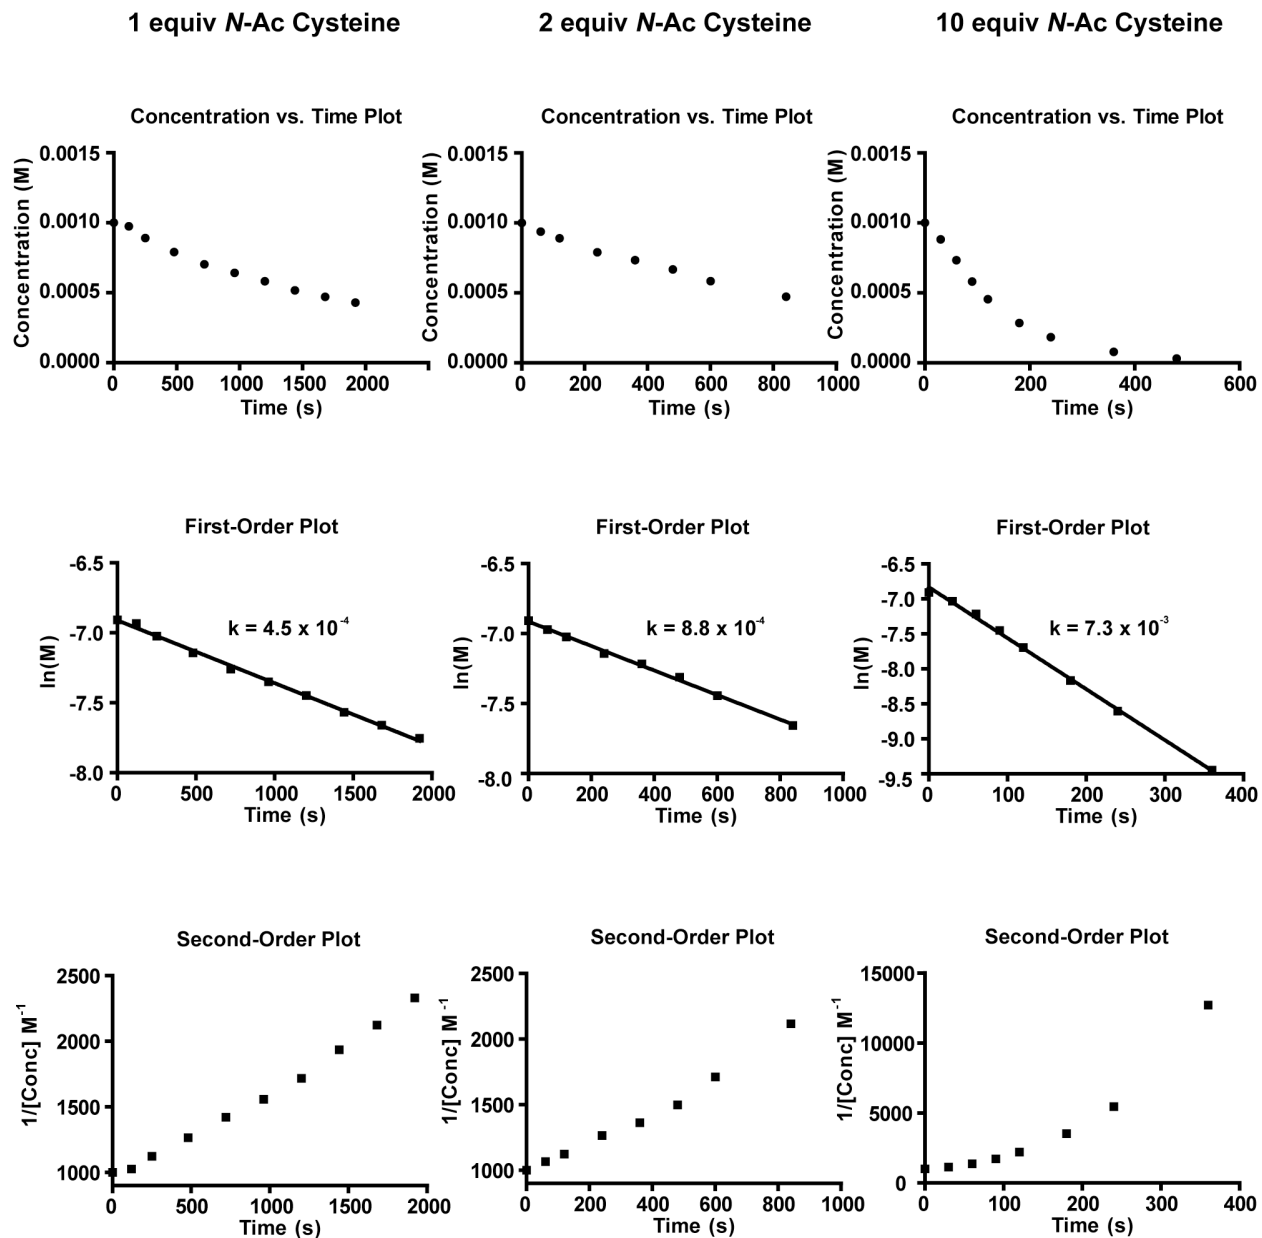 1 equiv N-Ac Cysteine
2 equiv N-Ac Cysteine
10 equiv N-Ac Cysteine
Concentration vs. Time Plot
Concentration (M)
0.0015
0.0010
0.0005
0.0000
0 500 1000 1500 2000
Time (s)
Concentration vs. Time Plot
Concentration (M)
0.0015
0.0010
0.0005
0.0000
0 200 400 600 800 1000
Time (s)
Concentration vs. Time Plot
Concentration (M)
0.0015
0.0010
0.0005
0.0000
0 200 400 600
Time (s)
First-Order Plot
ln(M)
-6.5
-7.0
-7.5
-8.0
k = 4.5 x 10⁻⁴
0 500 1000 1500 2000
Time (s)
First-Order Plot
ln(M)
-6.5
-7.0
-7.5
-8.0
k = 8.8 x 10⁻⁴
0 200 400 600 800 1000
Time (s)
First-Order Plot
ln(M)
-6.5
-7.0
-7.5
-8.0
-8.5
-9.0
-9.5
k = 7.3 x 10⁻³
0 100 200 300 400
Time (s)
Second-Order Plot
1/[Conc] M⁻¹
2500
2000
1500
1000
0 500 1000 1500 2000
Time (s)
Second-Order Plot
1/[Conc] M⁻¹
2500
2000
1500
1000
0 200 400 600 800 1000
Time (s)
Second-Order Plot
1/[Conc] M⁻¹
15000
10000
5000
0
0 100 200 300 400
Time (s)